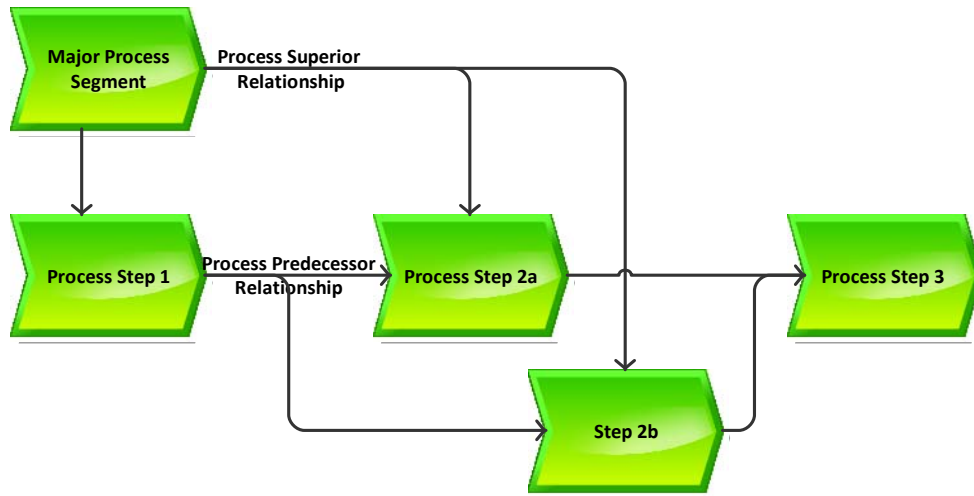 Major Process
Segment
Process Superior
Relationship
Process Step 1
Process Predecessor
Relationship
Process Step 2a
Process Step 3
Step 2b